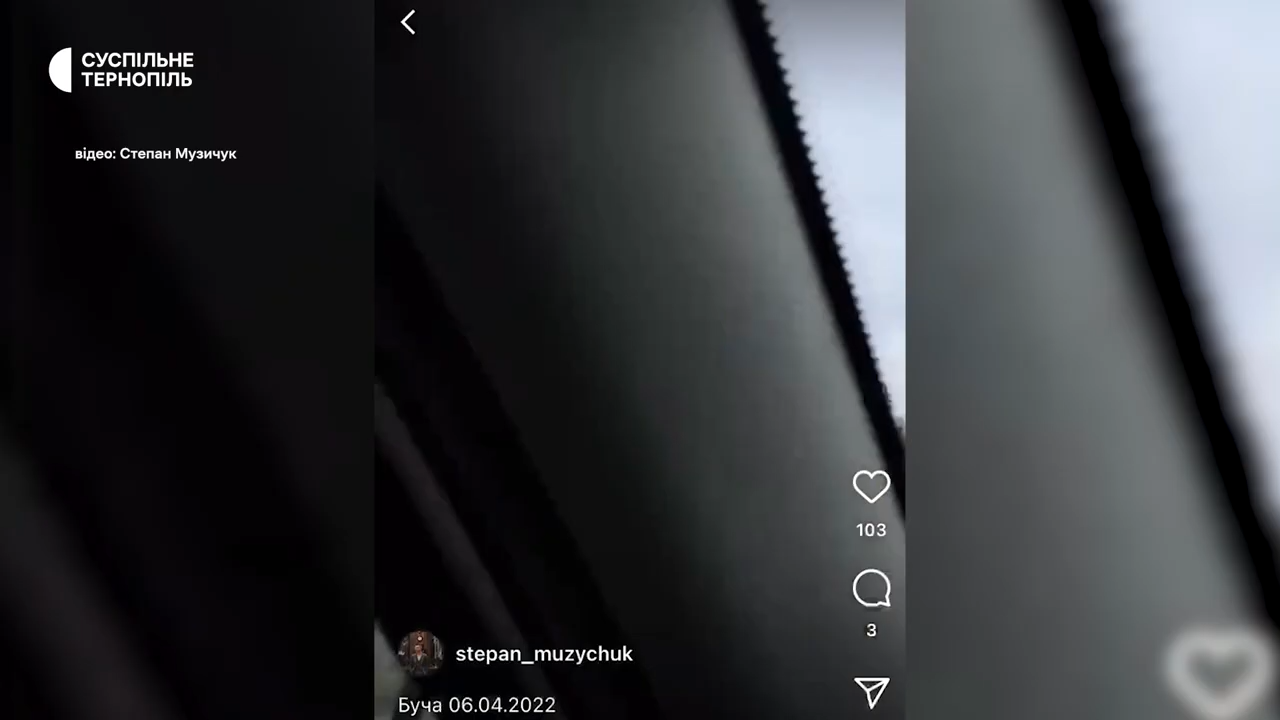 СУСПІЛЬНЕ
ТЕРНОПІЛЬ
відео: Степан Музичук
103
3
stepan_muzychuk
Буча 06.04.2022